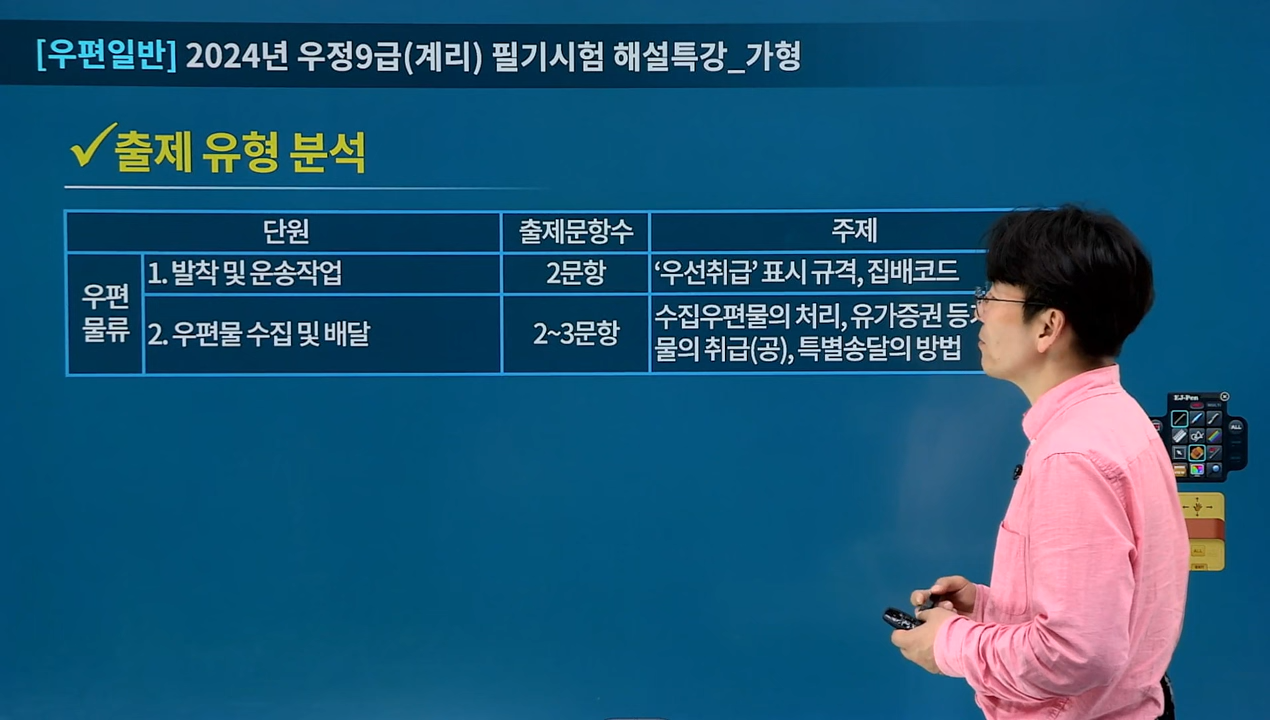 [우편일반] 2024년 우정9급(계리) 필기시험 해설특강_가형
✓출제 유형 분석
단원 출제문항수 주제
우편
물류
1. 발착 및 운송작업 2문항 ‘우선취급’ 표시 규격, 집배코드
2. 우편물 수집 및 배달 2~3문항
수집우편물의 처리, 유가증권
물의 취급(공), 특별송달의 방법
EJ-Pen
ALL
ALL